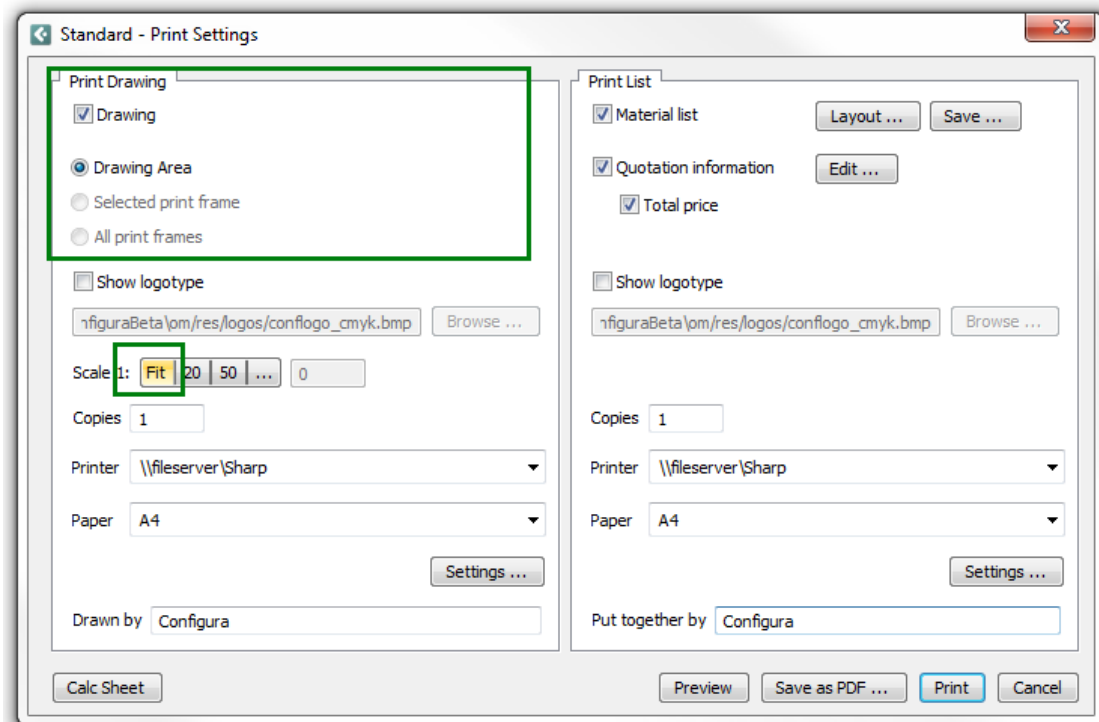 Standard - Print Settings
Print Drawing
Drawing
Drawing Area
Selected print frame
All print frames
Show logotype
nfiguraBeta\om/res/logos/conflogo_cmyk.bmp Browse ...
Scale 1: Fit 20 50 ... 0
Copies 1
Printer \\fileserver\Sharp
Paper A4
Settings ...
Drawn by Configura
Print List
Material list Layout ... Save ...
Quotation information Edit ...
Total price
Show logotype
nfiguraBeta\om/res/logos/conflogo_cmyk.bmp Browse ...
Copies 1
Printer \\fileserver\Sharp
Paper A4
Settings ...
Put together by Configura
Calc Sheet Preview Save as PDF ... Print Cancel